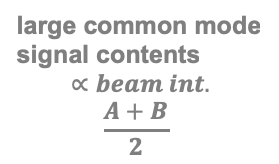 large common mode
signal contents
∝ beam int.
A + B
2